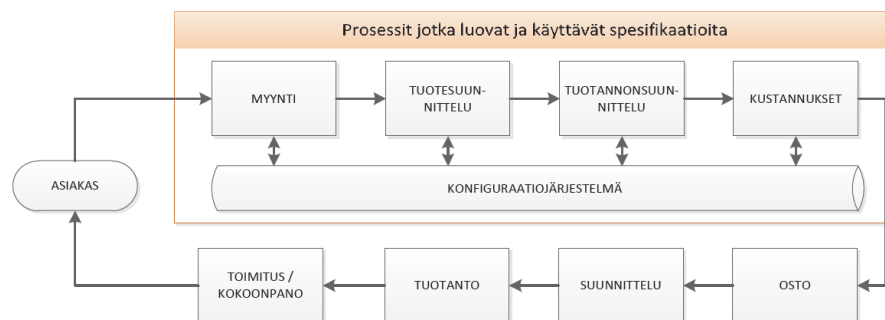 Prosessit jotka luovat ja käyttävät spesifikaatioita
MYYNTI
TUOTESUUN-
NITTELU
TUOTANNONSUUN-
NITTELU
KUSTANNUKSET
ASIAKAS
KONFIGURAATIOJÄRJESTELMÄ
TOIMITUS /
KOKOONPANO
TUOTANTO
SUUNNITTELU
OSTO